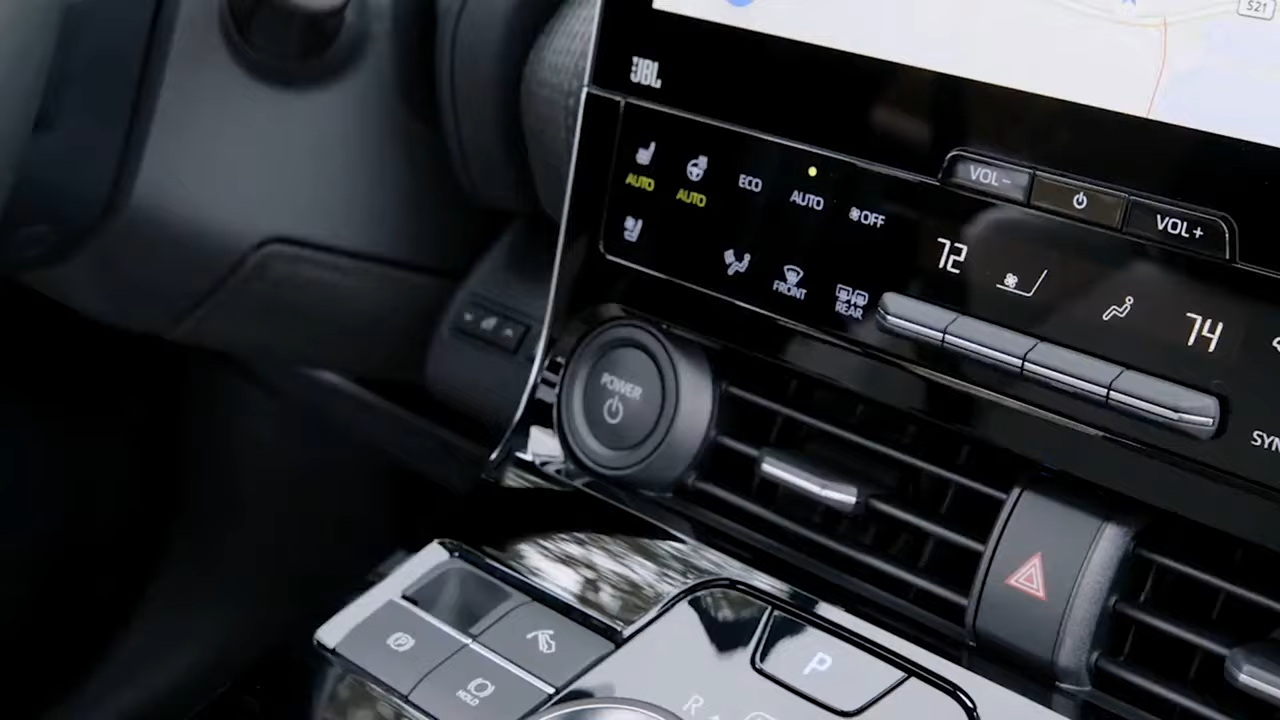 S21
JBL
AUTO
AUTO
ECO
AUTO
OFF
VOL-
VOL+
72
74
FRONT
REAR
POWER
SYN
P
HOLD
P
R